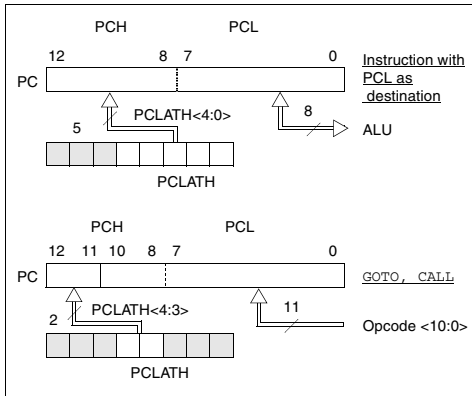 PCH PCL
12 8 7 0
PC
Instruction with
PCL as
destination
PCLATH<4:0>
5
8
ALU
PCLATH
PCH PCL
12 11 10 8 7 0
PC
GOTO, CALL
PCLATH<4:3>
2
11
Opcode <10:0>
PCLATH